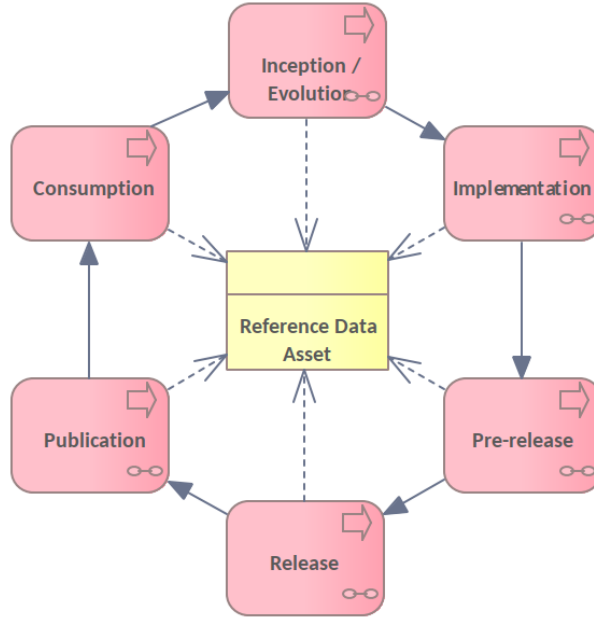 Inception /
Evolution
Consumption
Implementation
Reference Data
Asset
Publication
Pre-release
Release